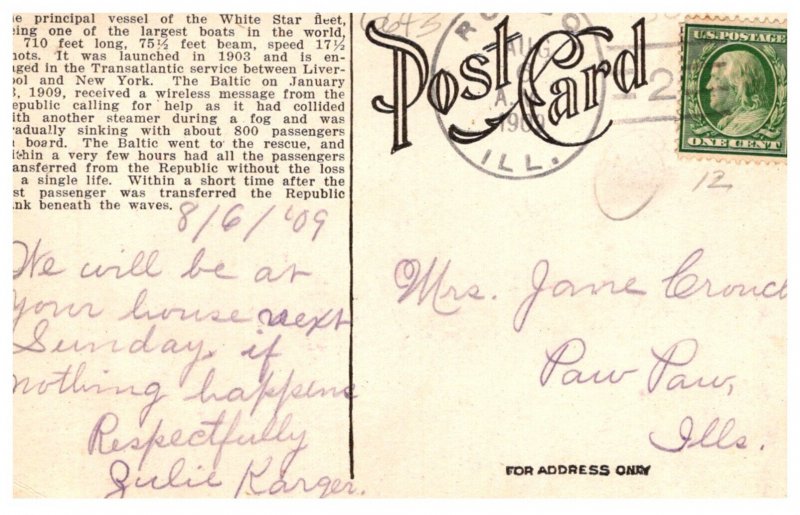 e principal vessel of the White Star fleet,
eing one of the largest boats in the world,
710 feet long, 75½ feet beam, speed 17½
nots. It was launched in 1903 and is en-
aged in the Transatlantic service between Liver-
ool and New York. The Baltic on January
3, 1909, received a wireless message from the
epublic calling for help as it had collided
ith another steamer during a fog and was
radually sinking with about 800 passengers
board. The Baltic went to the rescue, and
ithin a very few hours had all the passengers
ansferred from the Republic without the loss
a single life. Within a short time after the
st passenger was transferred the Republic
nk beneath the waves.
8/6/'09
We will be at
your house next
Sunday, if
nothing happens
Respectfully
Julie Karger.
Post Card
AUG
A.
1909
ILL.
2
U.S. POSTAGE
ONE CENT
12
Mrs. Jane Crouch
Paw Paw,
Ills.
FOR ADDRESS ONLY